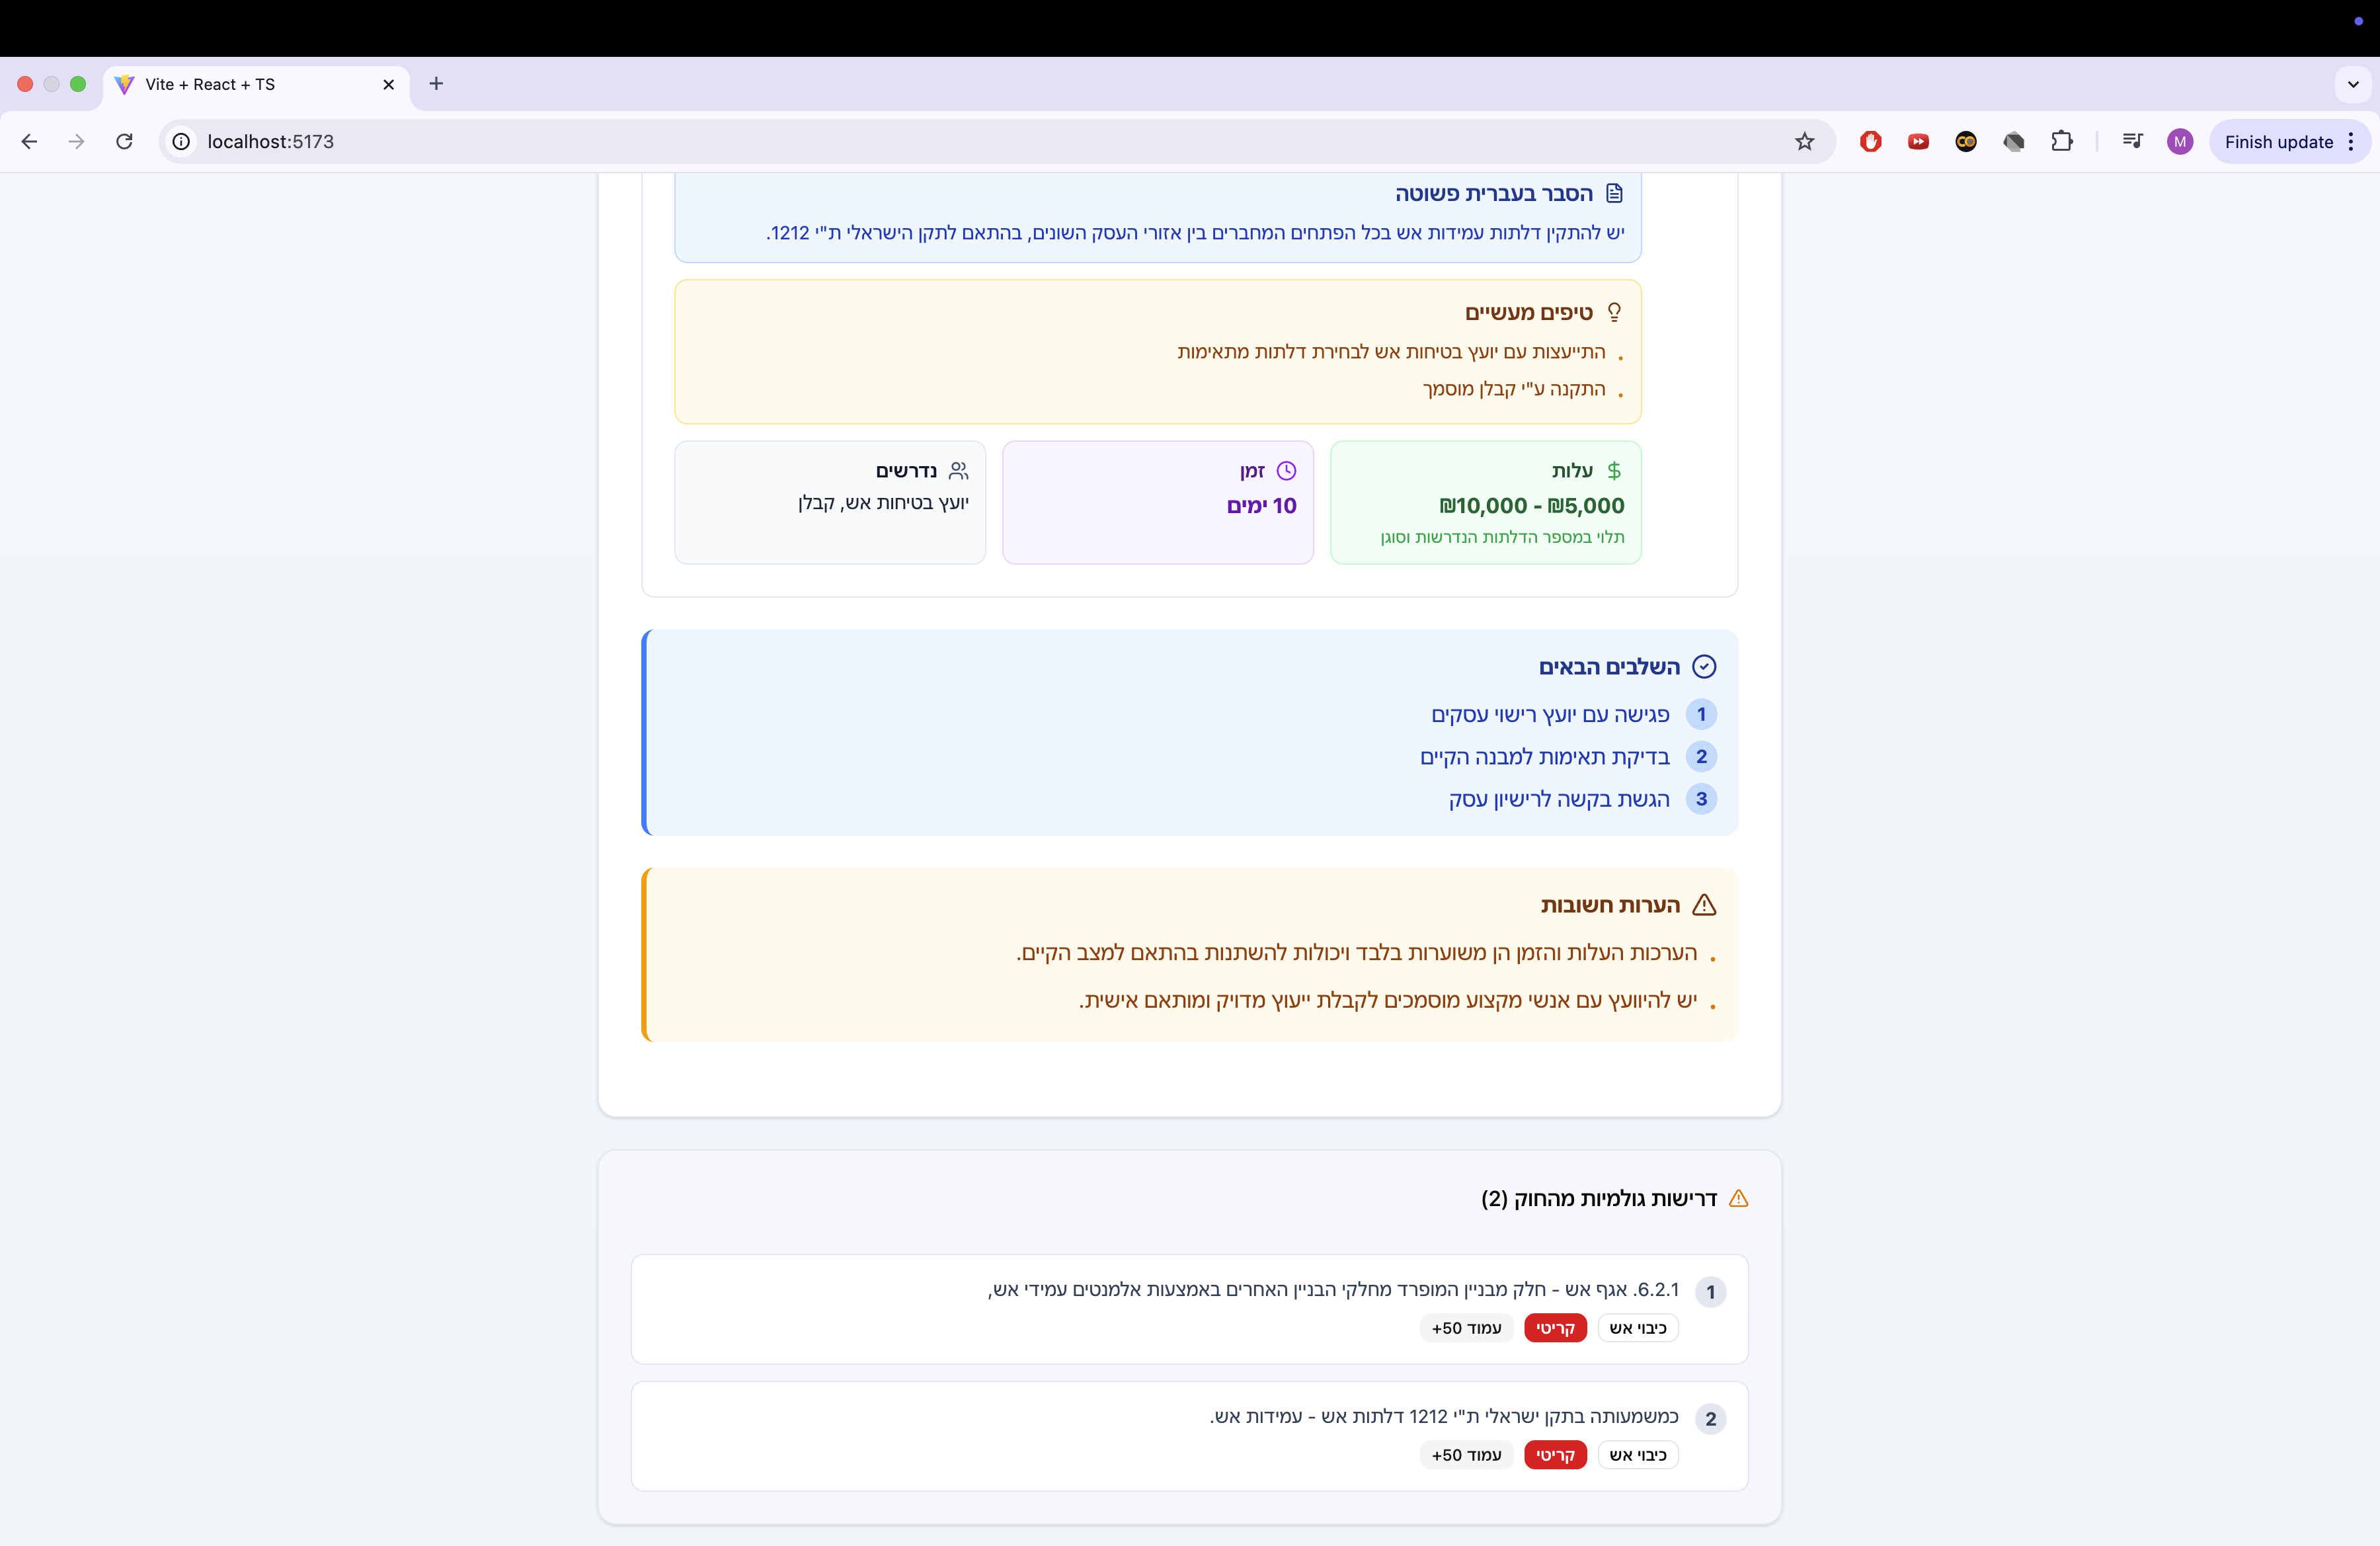 Vite + React + TS
localhost:5173
Finish update
M
הסבר בעברית פשוטה
יש להתקין דלתות עמידות אש בכל הפתחים המחברים בין אזורי העסק השונים, בהתאם לתקן הישראלי ת"י 1212.
טיפים מעשיים
התייעצות עם יועץ בטיחות אש לבחירת דלתות מתאימות
התקנה ע"י קבלן מוסמך
עלות
₪5,000 - ₪10,000
תלוי במספר הדלתות הנדרשות וסוגן
זמן
10 ימים
נדרשים
יועץ בטיחות אש, קבלן
השלבים הבאים
1 פגישה עם יועץ רישוי עסקים
2 בדיקת תאימות למבנה הקיים
3 הגשת בקשה לרישיון עסק
הערות חשובות
הערכות העלות והזמן הן משוערות בלבד ויכולות להשתנות בהתאם למצב הקיים.
יש להיוועץ עם אנשי מקצוע מוסמכים לקבלת ייעוץ מדויק ומותאם אישית.
דרישות גולמיות מהחוק (2)
1 6.2.1. אגף אש - חלק מבניין המופרד מחלקי הבניין האחרים באמצעות אלמנטים עמידי אש,
כיבוי אש קריטי עמוד 50+
2 כמשמעותה בתקן ישראלי ת"י 1212 דלתות אש - עמידות אש.
כיבוי אש קריטי עמוד 50+